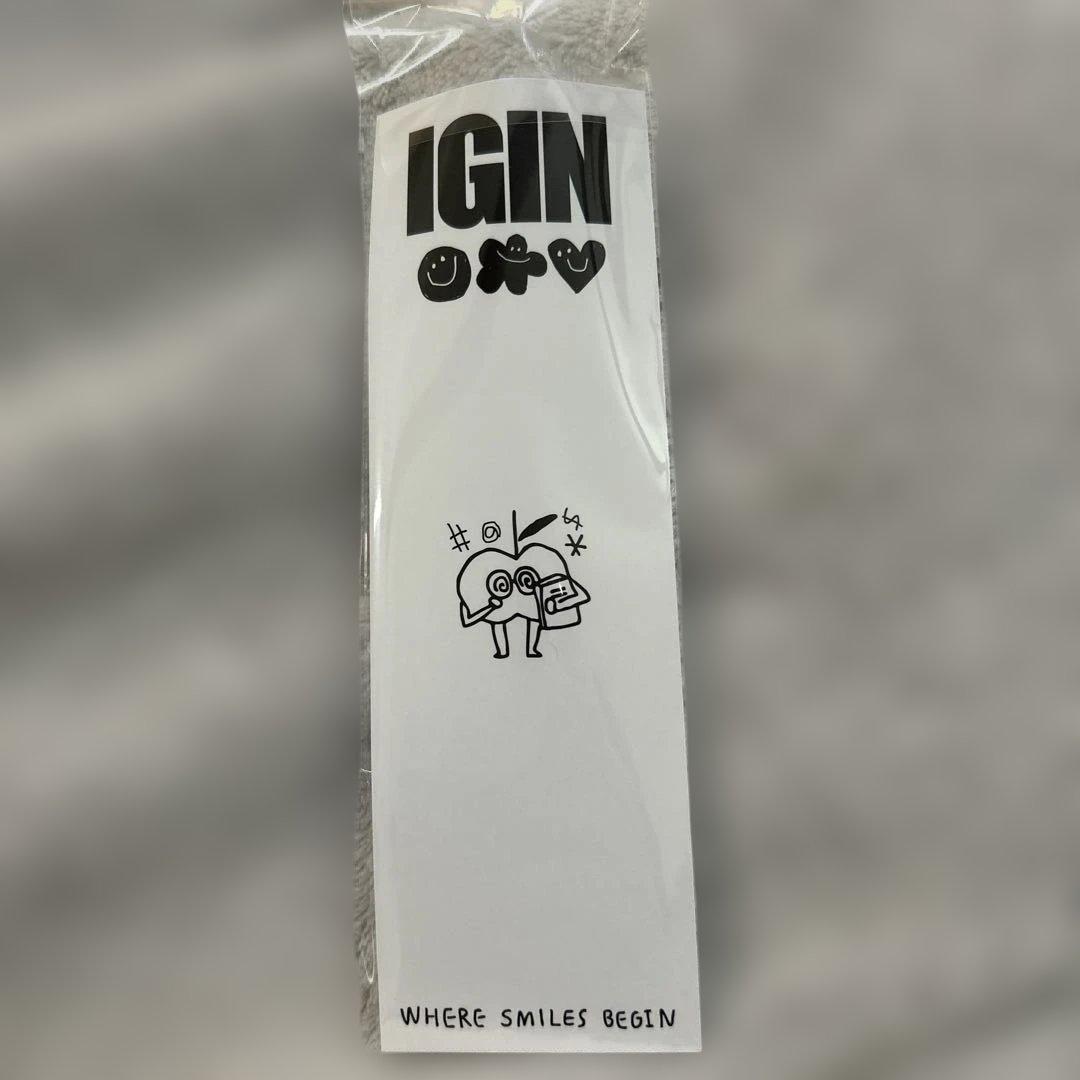 IGIN
# @
*
WHERE SMILES BEGIN